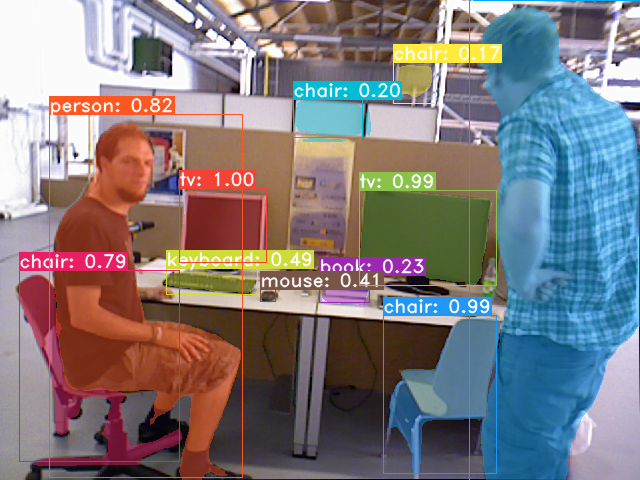 chair: 0.17
chair: 0.20
person: 0.82
tv: 1.00
tv: 0.99
chair: 0.79
keyboard: 0.49
book: 0.23
mouse: 0.41
chair: 0.99